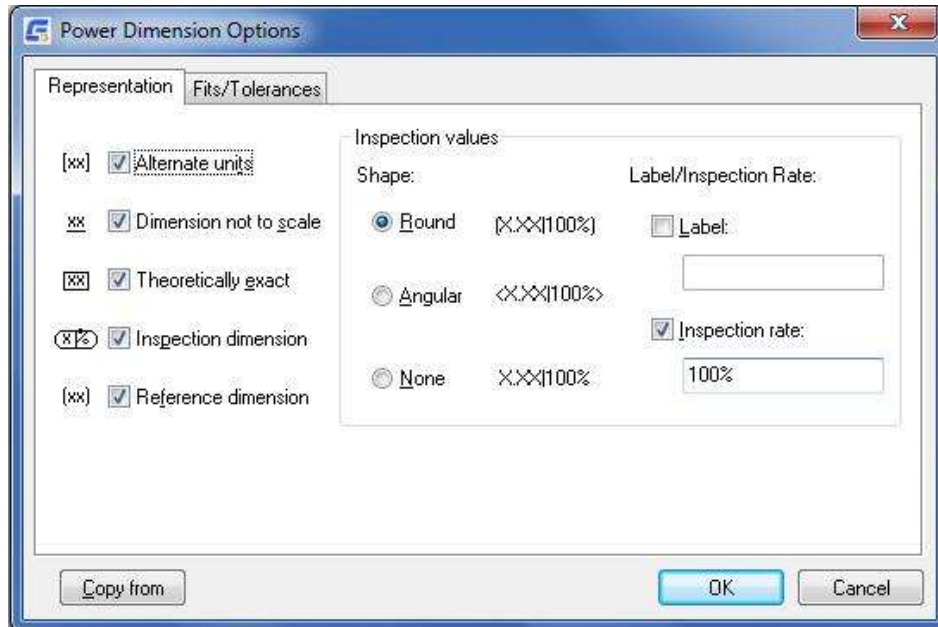 Power Dimension Options
Representation
Fits/Tolerances
[xx] Alternate units
xx Dimension not to scale
xx Theoretically exact
x % Inspection dimension
(xx) Reference dimension
Inspection values
Shape:
Label/Inspection Rate:
Round (X.XX|100%)
Label:
Angular <X.XX|100%>
Inspection rate:
None X.XX|100%
100%
Copy from
OK
Cancel